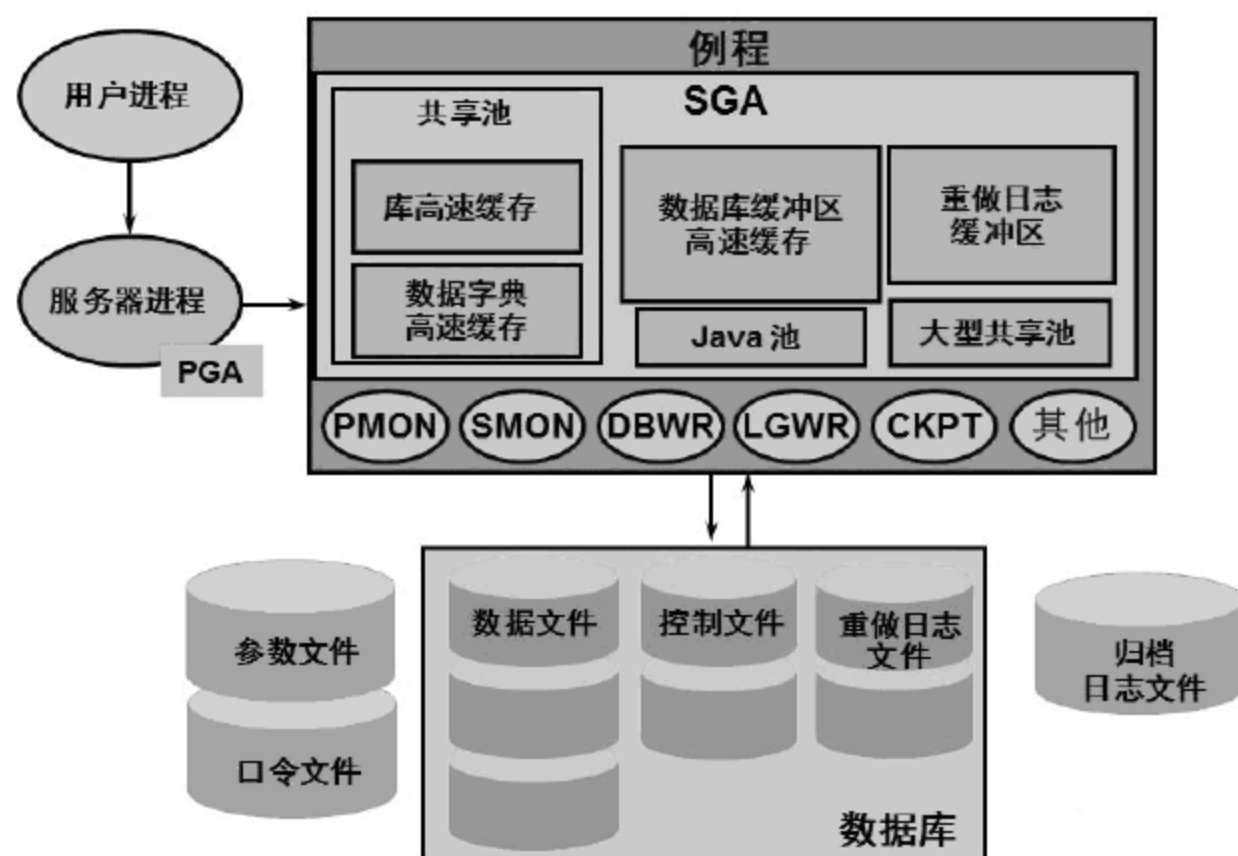 例程
用户进程
SGA
共享池
库高速缓存
数据库缓冲区
高速缓存
重做日志
缓冲区
服务器进程
PGA
数据字典
高速缓存
Java 池
大型共享池
PMON
SMON
DBWR
LGWR
CKPT
其他
参数文件
口令文件
数据文件
控制文件
重做日志
文件
归档
日志文件
数据库